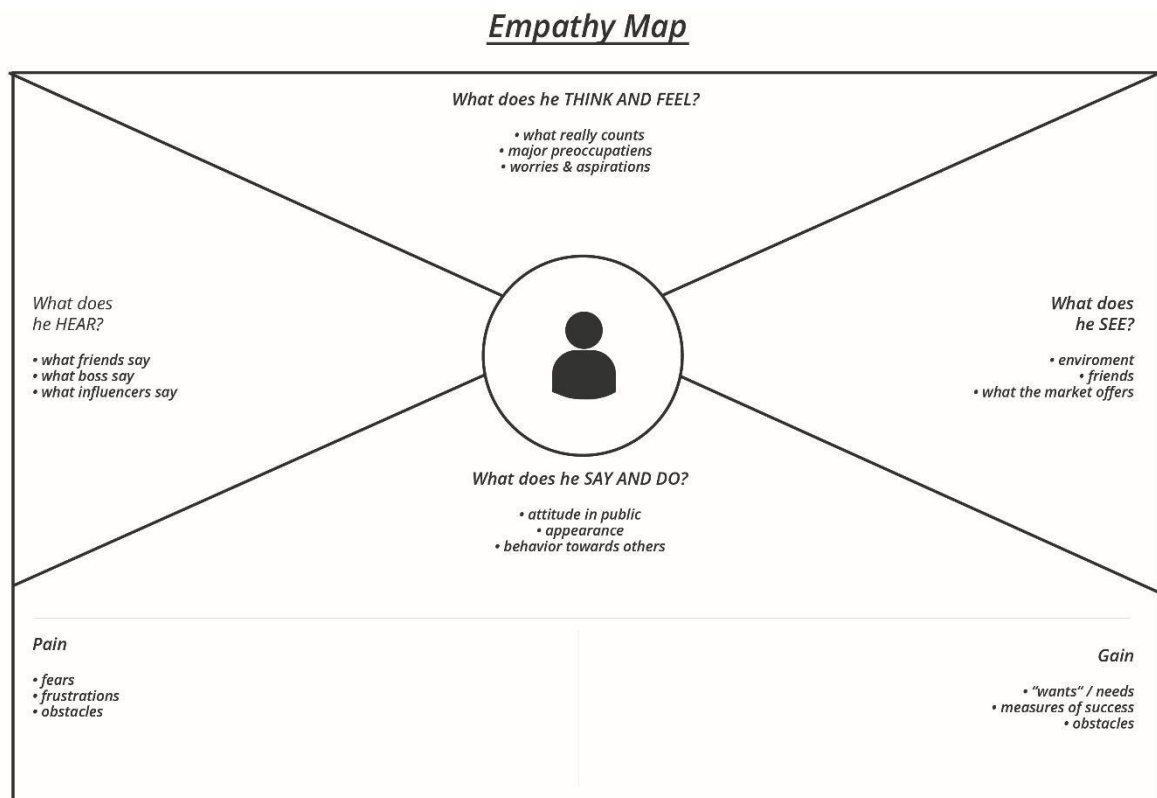 Empathy Map
What does he THINK AND FEEL?
• what really counts
• major preoccupatiens
• worries & aspirations
What does
he HEAR?
• what friends say
• what boss say
• what influencers say
What does
he SEE?
• enviroment
• friends
• what the market offers
What does he SAY AND DO?
• attitude in public
• appearance
• behavior towards others
Pain
• fears
• frustrations
• obstacles
Gain
• “wants” / needs
• measures of success
• obstacles